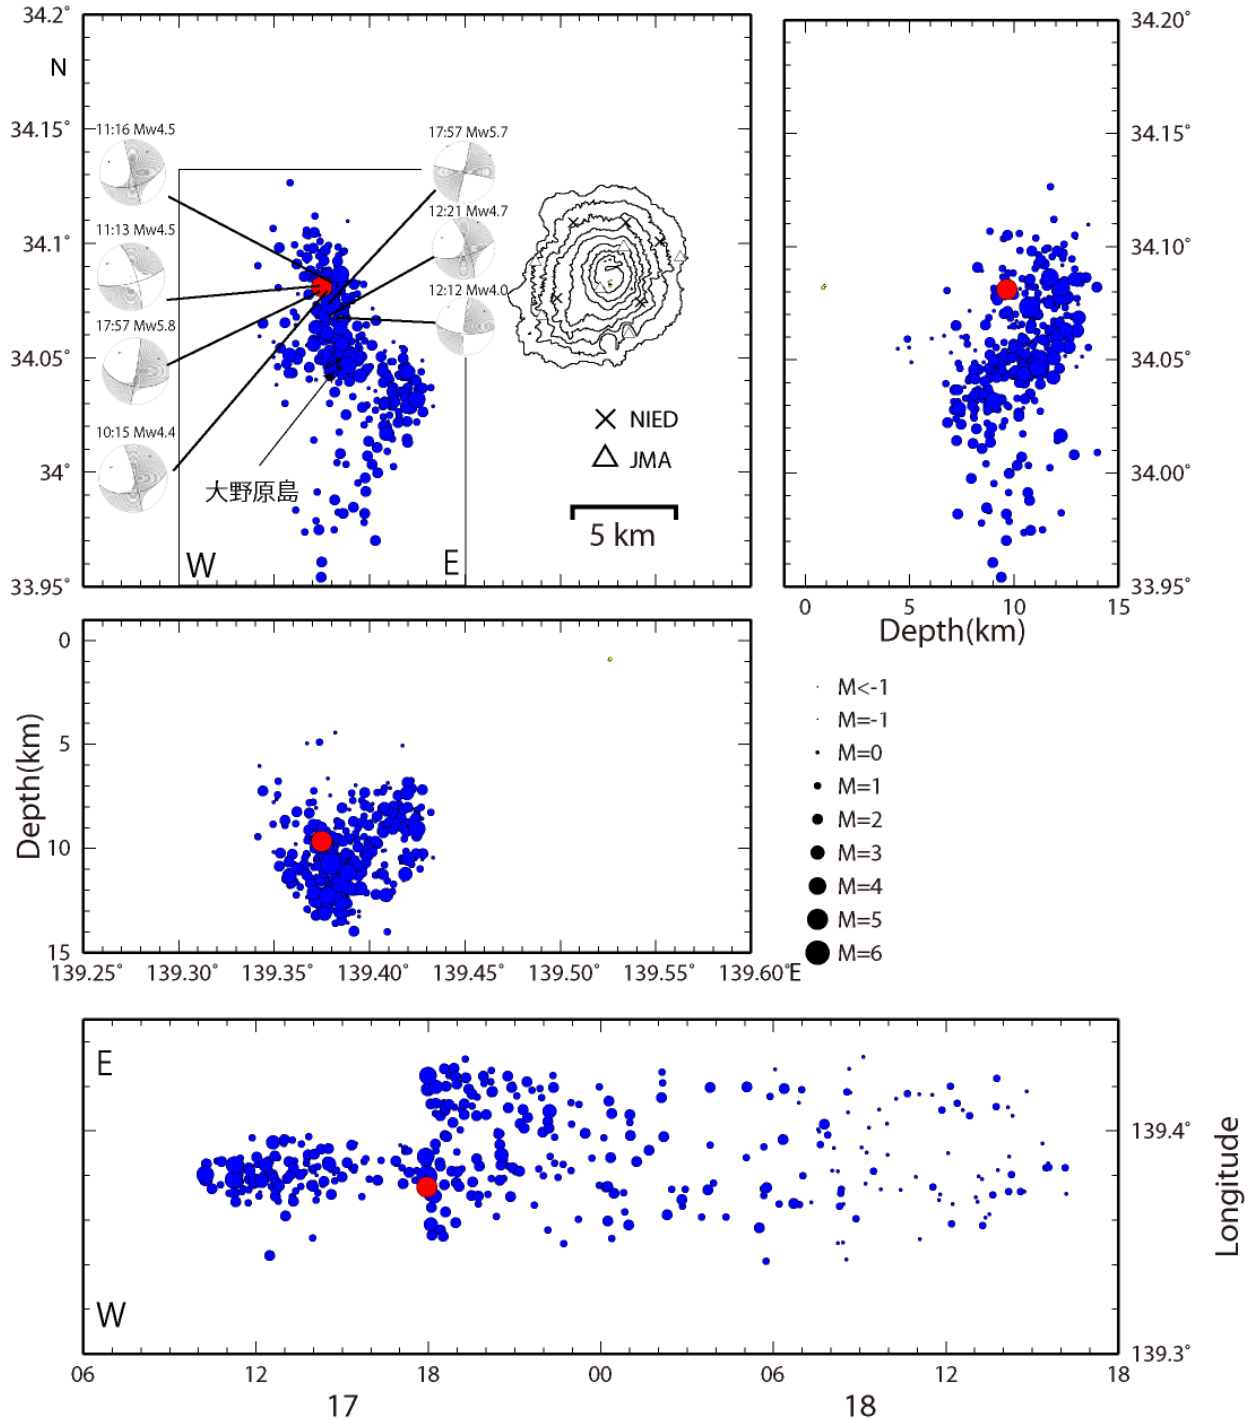 34.2°
N
34.15°
34.1°
34.05°
34°
33.95°
11:16 Mw4.5
11:13 Mw4.5
17:57 Mw5.8
10:15 Mw4.4
17:57 Mw5.7
12:21 Mw4.7
12:12 Mw4.0
大野原島
W
E
NIED
JMA
5 km
34.20°
34.15°
34.10°
34.05°
34.00°
33.95°
0
5
10
15
Depth(km)
0
5
10
15
Depth(km)
139.25°
139.30°
139.35°
139.40°
139.45°
139.50°
139.55°
139.60°E
M<-1
M=-1
M=0
M=1
M=2
M=3
M=4
M=5
M=6
E
W
139.4°
139.3°
Longitude
06
12
18
00
06
12
18
17
18